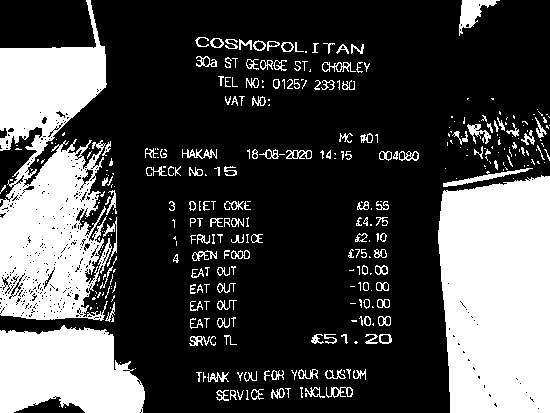 COSMOPOLITAN
30a ST GEORGE ST, CHORLEY
TEL NO: 01257 233180
VAT NO:
MC #01
REG HAKAN 18-08-2020 14:15 004080
CHECK No. 15
3 DIET COKE £8.55
1 PT PERONI £4.75
1 FRUIT JUICE £2.10
4 OPEN FOOD £75.80
EAT OUT -10.00
EAT OUT -10.00
EAT OUT -10.00
EAT OUT -10.00
SRVC TL £51.20
THANK YOU FOR YOUR CUSTOM
SERVICE NOT INCLUDED